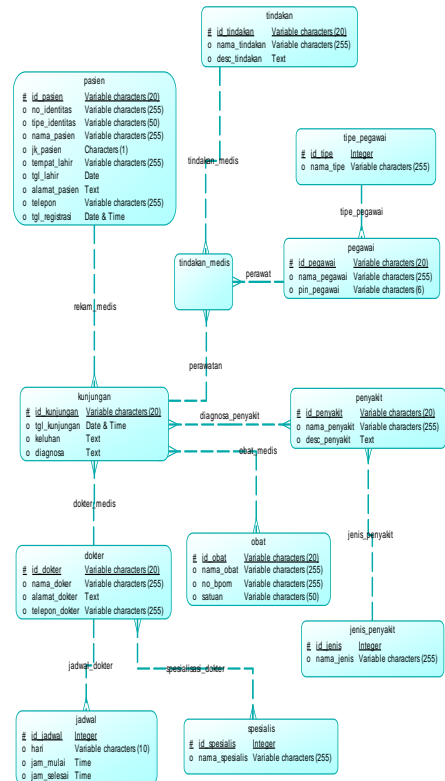 tindakan
# id_tindakan Variable characters (20)
o nama_tindakan Variable characters (255)
o desc_tindakan Text
pasien
# id_pasien Variable characters (20)
o no_identitas Variable characters (255)
o tipe_identitas Variable characters (50)
o nama_pasien Variable characters (255)
o jk_pasien Characters (1)
o tempat_lahir Variable characters (255)
o tgl_lahir Date
o alamat_pasien Text
o telepon Variable characters (255)
o tgl_registrasi Date & Time
tindakan_medis
tipe_pegawai
# id_tipe Integer
o nama_tipe Variable characters (255)
tipe_pegawai
pegawai
# id_pegawai Variable characters (20)
o nama_pegawai Variable characters (255)
o pin_pegawai Variable characters (6)
tindakan_medis
perawat
rekam_medis
perawatan
kunjungan
# id_kunjungan Variable characters (20)
o tgl_kunjungan Date & Time
o keluhan Text
o diagnosa Text
diagnosa_penyakit
penyakit
# id_penyakit Variable characters (20)
o nama_penyakit Variable characters (255)
o desc_penyakit Text
obat_medis
dokter_medis
jenis_penyakit
dokter
# id_dokter Variable characters (20)
o nama_doker Variable characters (255)
o alamat_dokter Text
o telepon_dokter Variable characters (255)
obat
# id_obat Variable characters (20)
o nama_obat Variable characters (255)
o no_bpom Variable characters (255)
o satuan Variable characters (50)
jenis_penyakit
# id_jenis Integer
o nama_jenis Variable characters (255)
jadwal_dokter
spesialisasi_dokter
jadwal
# id_jadwal Integer
o hari Variable characters (10)
o jam_mulai Time
o jam_selesai Time
spesialis
# id_spesialis Integer
o nama_spesialis Variable characters (255)